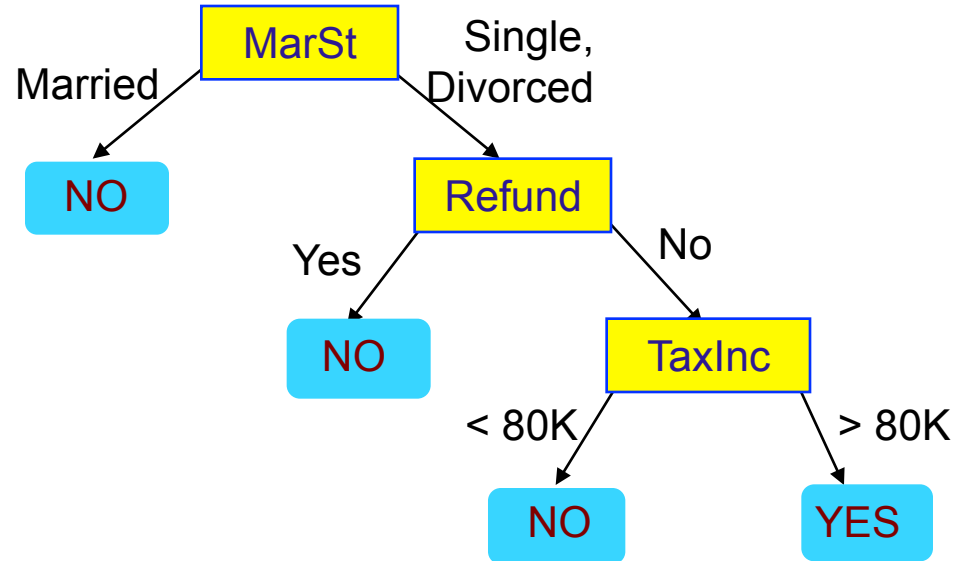 MarSt
Single,
Divorced
Married
NO
Refund
Yes
No
NO
TaxInc
< 80K
> 80K
NO
YES